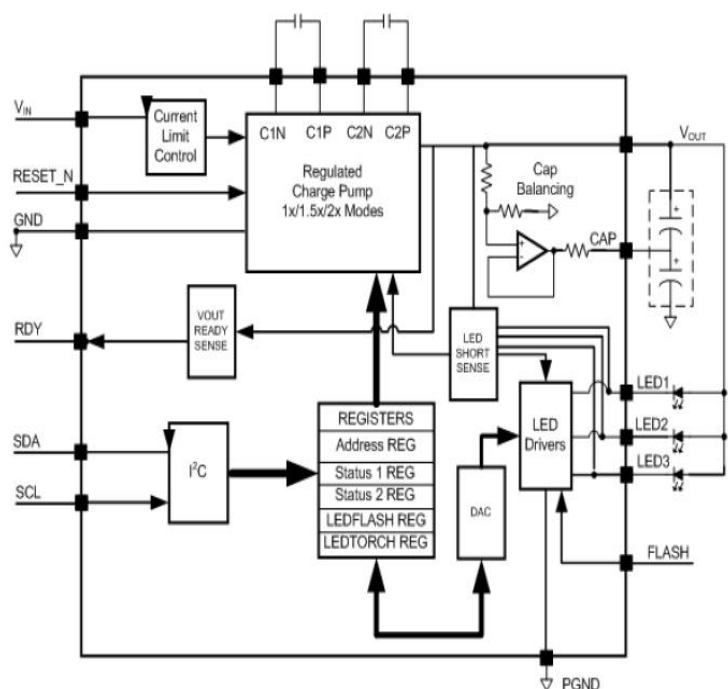 V_IN
Current
Limit
Control
C1N C1P C2N C2P
Regulated
Charge Pump
1x/1.5x/2x Modes
V_OUT
Cap
Balancing
+
-
RESET_N
GND
CAP
+
+
RDY
VOUT
READY
SENSE
LED
SHORT
SENSE
LED1
LED2
LED3
LED
Drivers
REGISTERS
Address REG
Status 1 REG
Status 2 REG
LEDFLASH REG
LEDTORCH REG
SDA
SCL
I²C
DAC
FLASH
PGND